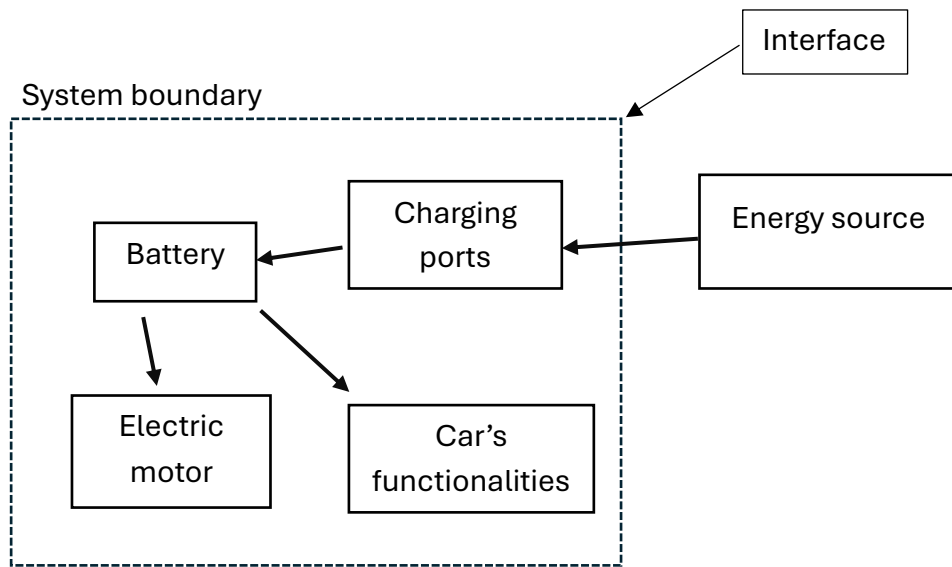 Interface
System boundary
Charging
ports
Energy source
Battery
Electric
motor
Car’s
functionalities